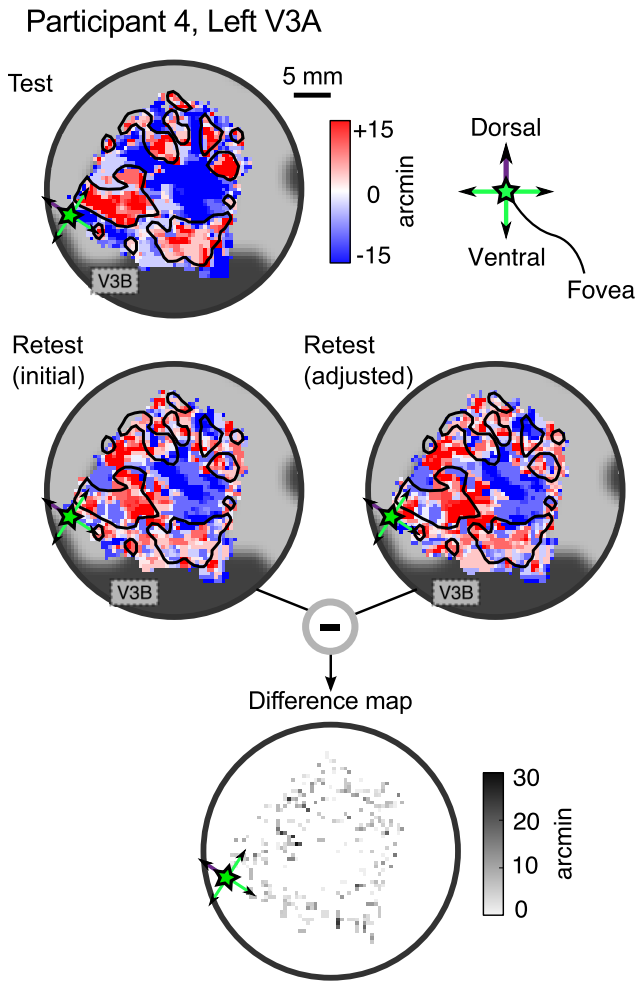 Participant 4, Left V3A
Test
5 mm
+15
0
-15
arcmin
Dorsal
Ventral
Fovea
V3B
Retest
(initial)
Retest
(adjusted)
V3B
V3B
Difference map
30
20
10
0
arcmin